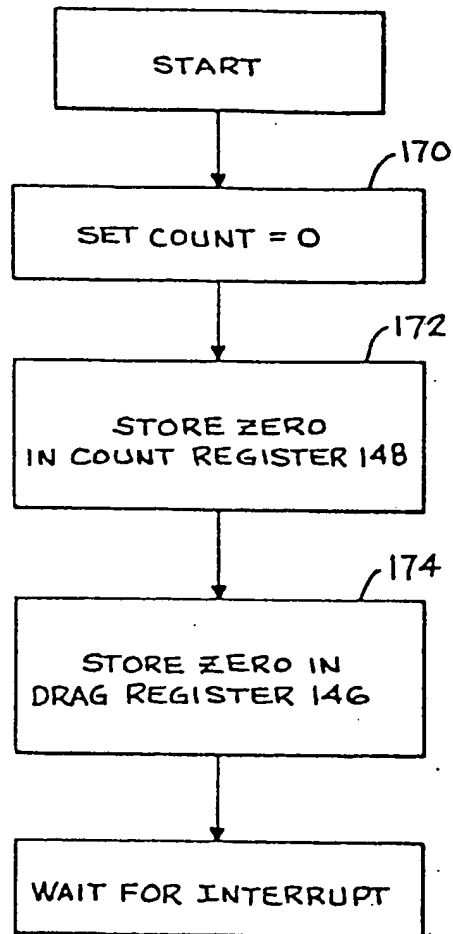 START
170
SET COUNT = 0
172
STORE ZERO
IN COUNT REGISTER 148
174
STORE ZERO IN
DRAG REGISTER 146
WAIT FOR INTERRUPT